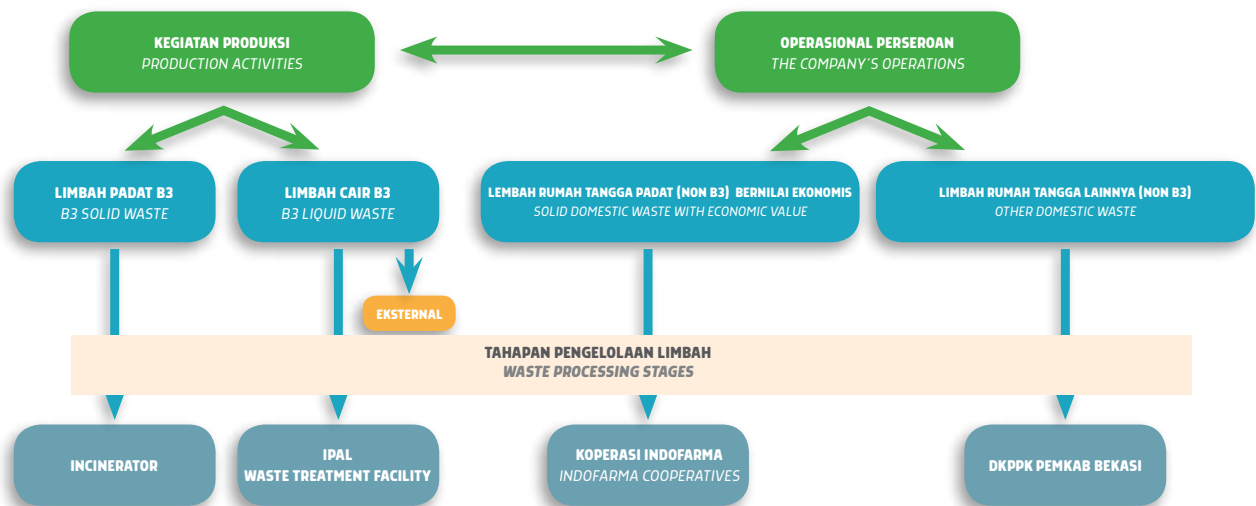 KEGIATAN PRODUKSI
PRODUCTION ACTIVITIES
OPERASIONAL PERSEROAN
THE COMPANY'S OPERATIONS
LIMBAH PADAT B3
B3 SOLID WASTE
LIMBAH CAIR B3
B3 LIQUID WASTE
LEMBAH RUMAH TANGGA PADAT (NON B3) BERNILAI EKONOMIS
SOLID DOMESTIC WASTE WITH ECONOMIC VALUE
LIMBAH RUMAH TANGGA LAINNYA (NON B3)
OTHER DOMESTIC WASTE
EKSTERNAL
TAHAPAN PENGELOLAAN LIMBAH
WASTE PROCESSING STAGES
INCINERATOR
IPAL
WASTE TREATMENT FACILITY
KOPERASI INDOFARMA
INDOFARMA COOPERATIVES
DKPPK PEMKAB BEKASI